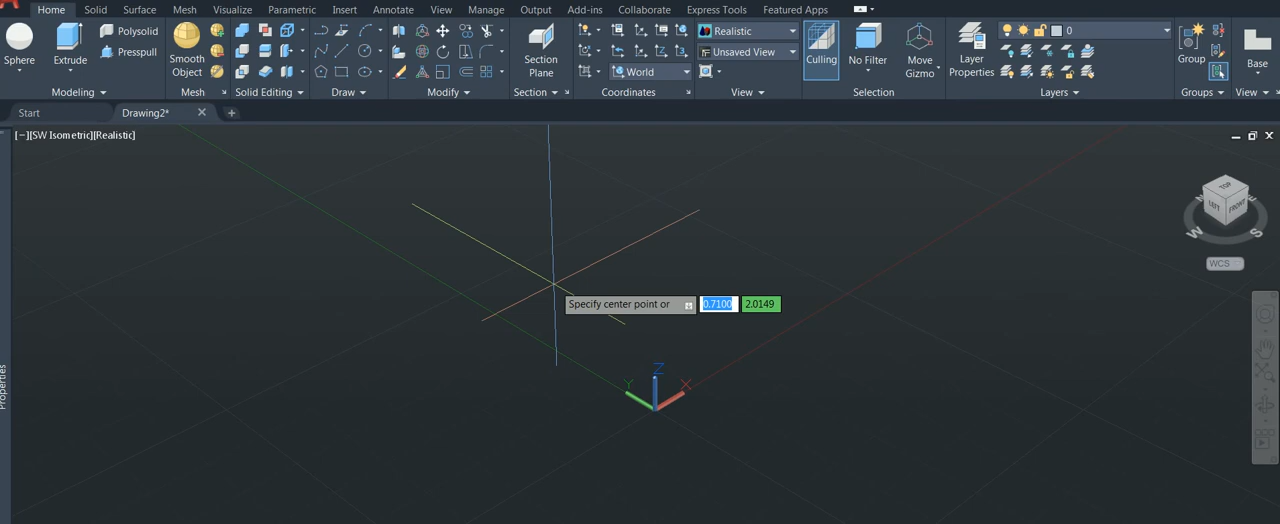 Home Solid Surface Mesh Visualize Parametric Insert Annotate View Manage Output Add-ins Collaborate Express Tools Featured Apps
Sphere
Extrude
Polysolid
Presspull
Smooth
Object
Section
Plane
Realistic
Unsaved View
World
Culling
No Filter
Move
Gizmo
Layer
Properties
0
Group
Base
Modeling Mesh Solid Editing Draw Modify Section Coordinates View Selection Layers Groups View
Start Drawing2*
[−][SW Isometric][Realistic]
TOP
LEFT FRONT
W S
WCS
Specify center point or 0.7100 2.0149
Z
Y X
Properties